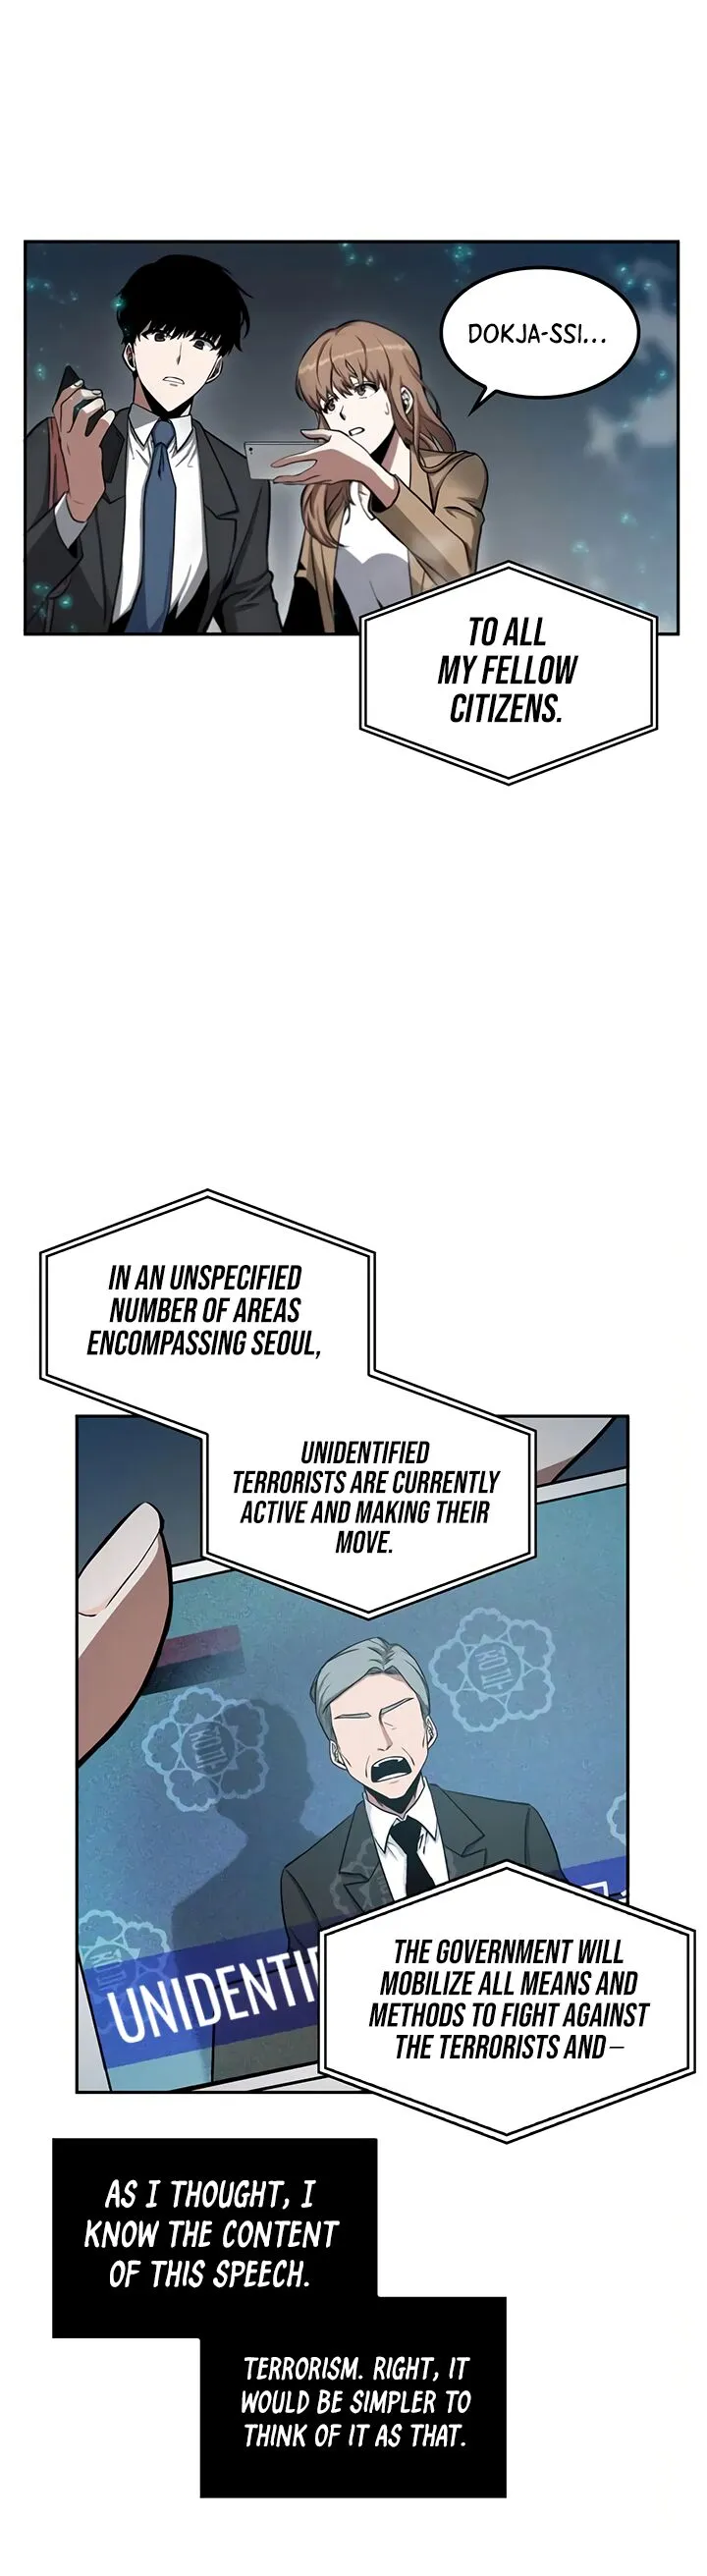 DOKJA-SSI...
TO ALL
MY FELLOW
CITIZENS.
IN AN UNSPECIFIED
NUMBER OF AREAS
ENCOMPASSING SEOUL,
UNIDENTIFIED
TERRORISTS ARE CURRENTLY
ACTIVE AND MAKING THEIR
MOVE.
UNIDENTI
THE GOVERNMENT WILL
MOBILIZE ALL MEANS AND
METHODS TO FIGHT AGAINST
THE TERRORISTS AND—
AS I THOUGHT, I
KNOW THE CONTENT
OF THIS SPEECH.
TERRORISM. RIGHT, IT
WOULD BE SIMPLER TO
THINK OF IT AS THAT.